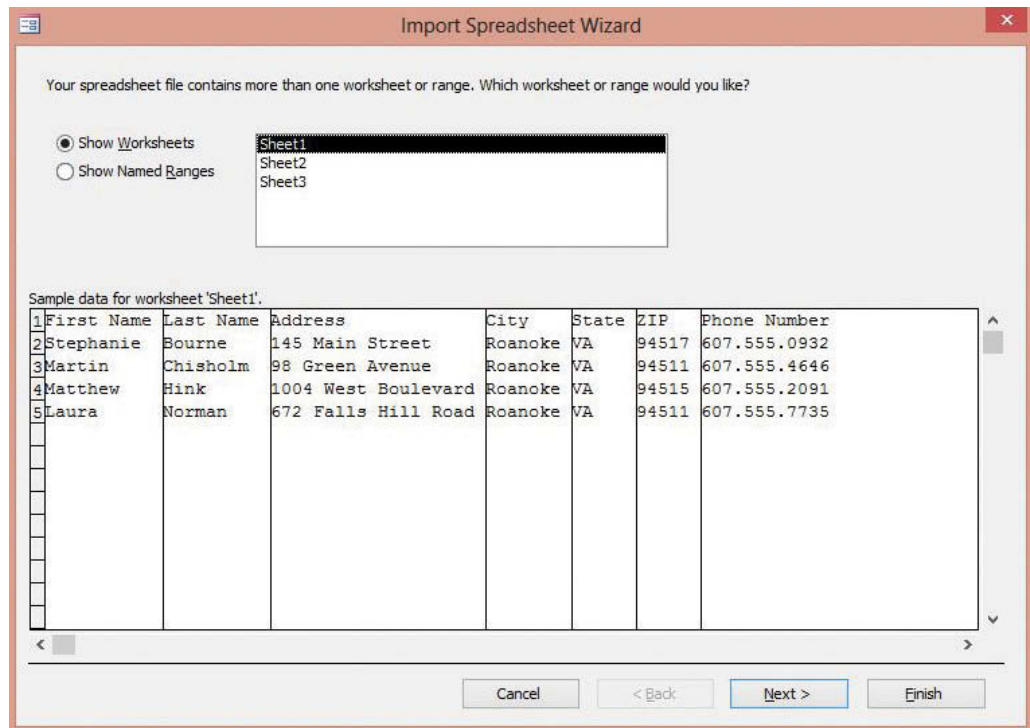 Import Spreadsheet Wizard
Your spreadsheet file contains more than one worksheet or range. Which worksheet or range would you like?
Show Worksheets
Show Named Ranges
Sheet1
Sheet2
Sheet3
Sample data for worksheet 'Sheet1'.
1 First Name Last Name Address City State ZIP Phone Number
2 Stephanie Bourne 145 Main Street Roanoke VA 94517 607.555.0932
3 Martin Chisholm 98 Green Avenue Roanoke VA 94511 607.555.4646
4 Matthew Hink 1004 West Boulevard Roanoke VA 94515 607.555.2091
5 Laura Norman 672 Falls Hill Road Roanoke VA 94511 607.555.7735
Cancel < Back Next > Finish